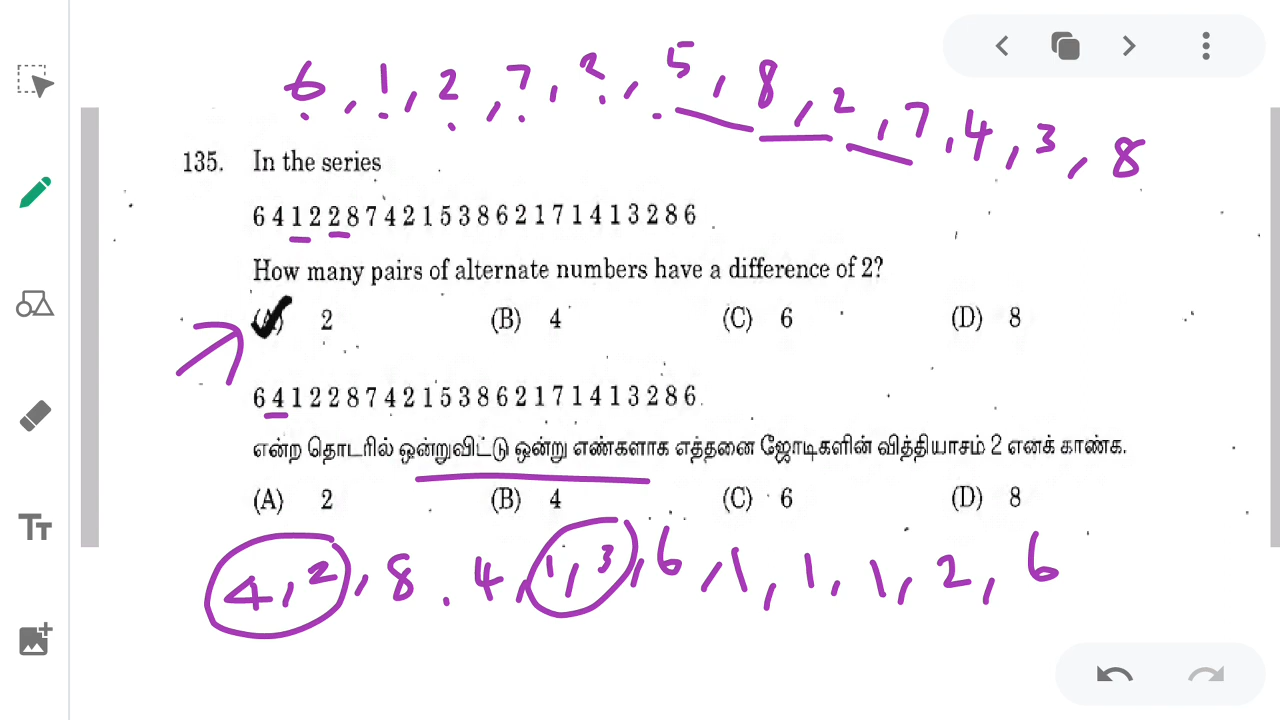 6, 1, 2, 7, 2, 5, 8, 2, 7, 4, 3, 8
135. In the series
6 4 1 2 2 8 7 4 2 1 5 3 8 6 2 1 7 1 4 1 3 2 8 6
How many pairs of alternate numbers have a difference of 2?
(A) 2 (B) 4 (C) 6 (D) 8
6 4 1 2 2 8 7 4 2 1 5 3 8 6 2 1 7 1 4 1 3 2 8 6
என்ற தொடரில் ஒன்றுவிட்டு ஒன்று எண்களாக எத்தனை ஜோடிகளின் வித்தியாசம் 2 எனக் காண்க.
(A) 2 (B) 4 (C) 6 (D) 8
4, 2, 8. 4, 1, 3, 6, 1, 1, 1, 2, 6
Tт